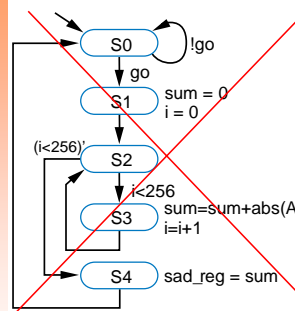 S0
!go
go
S1
sum = 0
i = 0
(i<256)'
S2
i<256
S3
sum=sum+abs(A
i=i+1
S4
sad_reg = sum